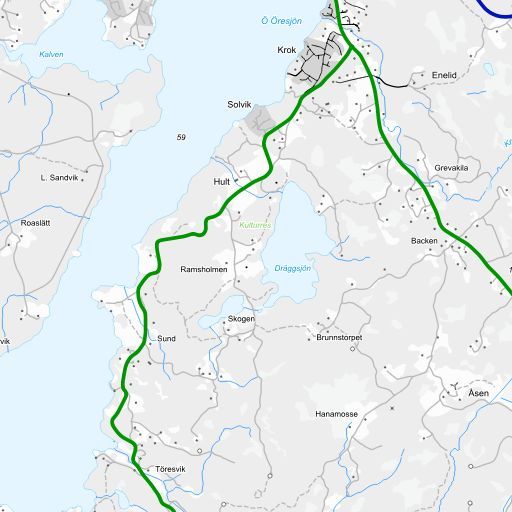 Ö Öresjön
Kalven
Krok
Enelid
Solvik
59
Grevakila
L. Sandvik
Hult
Roaslätt
Kulturres
Backen
Ramsholmen
Dräggsjön
Skogen
Sund
Brunnstorpet
vik
Åsen
Hanamosse
Töresvik